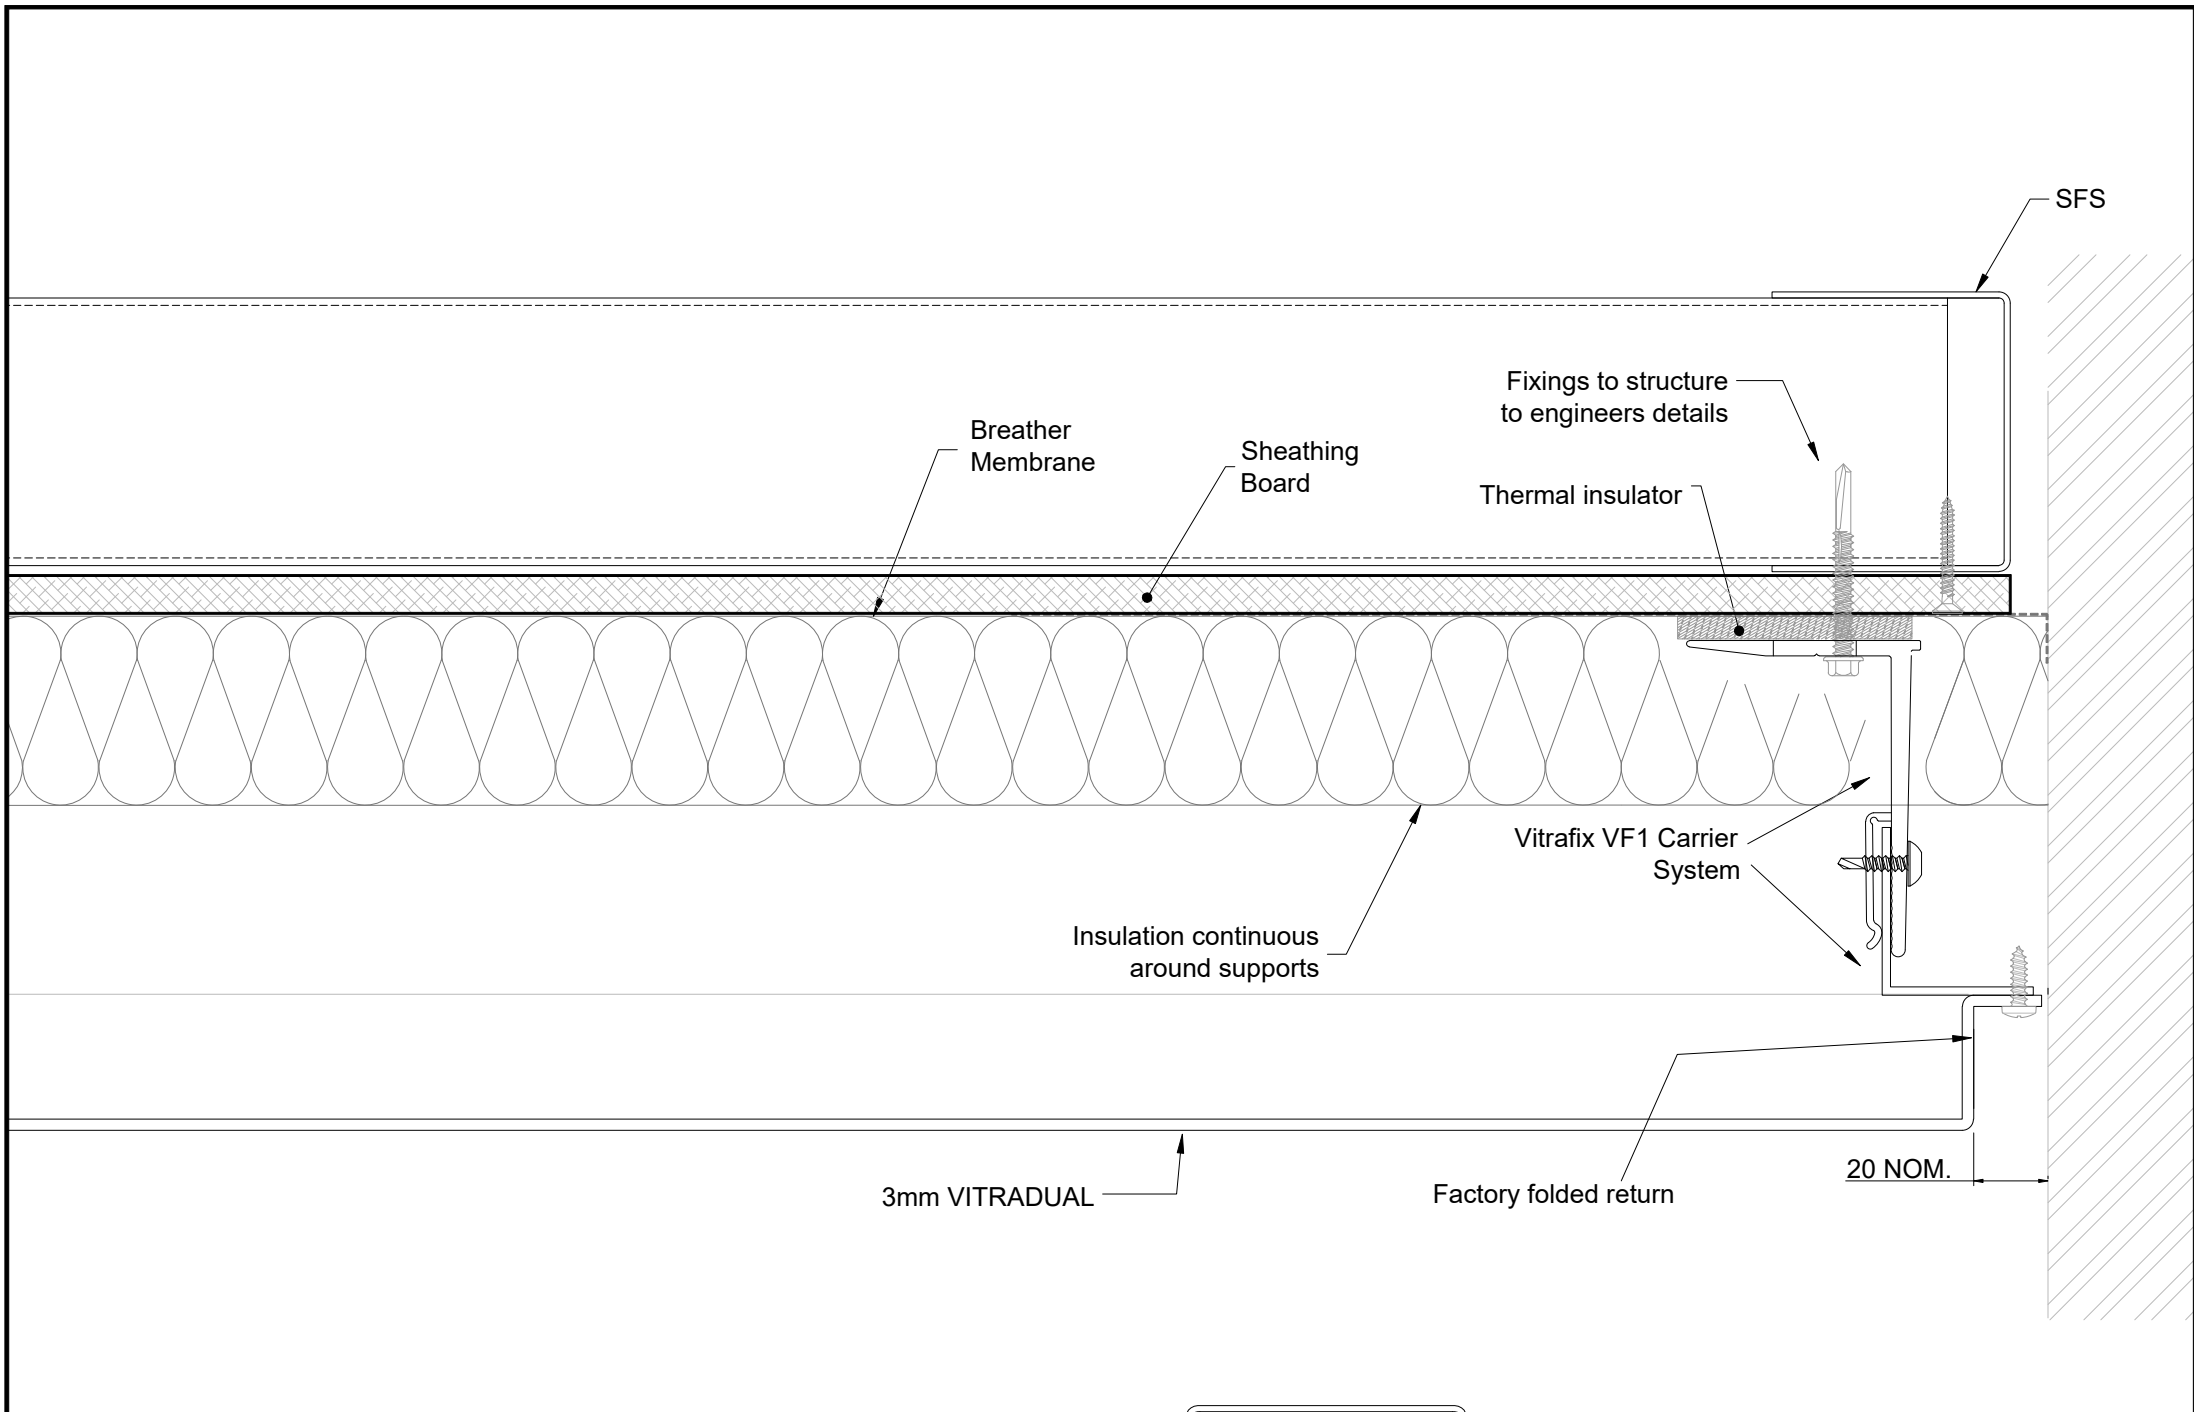 SFS
Fixings to structure
to engineers details
Breather
Membrane
Sheathing
Board
Thermal insulator
Vitrafix VF1 Carrier
System
Insulation continuous
around supports
20 NOM.
3mm VITRADUAL
Factory folded return